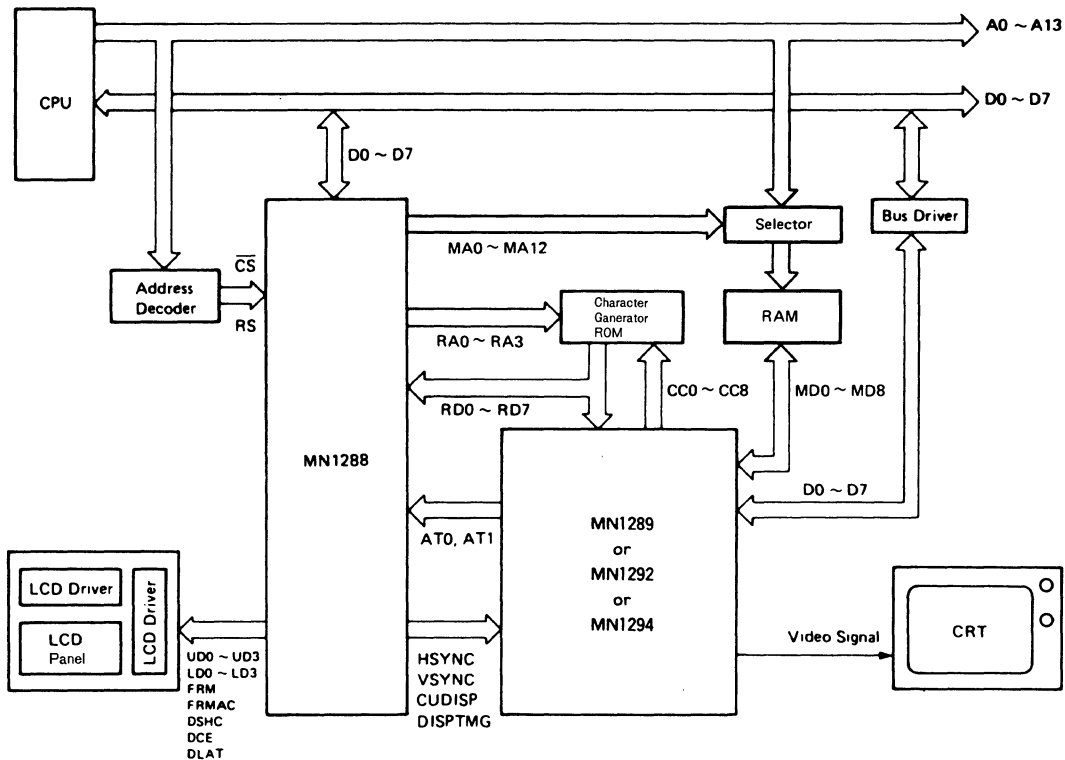 A0 ~ A13
CPU
D0 ~ D7
D0 ~ D7
Selector
Bus Driver
MA0 ~ MA12
C̅S̅
Address
Decoder
RS
Character
Ganerator
ROM
RAM
RA0 ~ RA3
RD0 ~ RD7
CC0 ~ CC8
MD0 ~ MD8
MN1288
D0 ~ D7
AT0, AT1
MN1289
or
MN1292
or
MN1294
LCD Driver
LCD Driver
LCD
Panel
UD0 ~ UD3
LD0 ~ LD3
FRM
FRMAC
DSHC
DCE
DLAT
HSYNC
VSYNC
CUDISP
DISPTMG
Video Signal
CRT